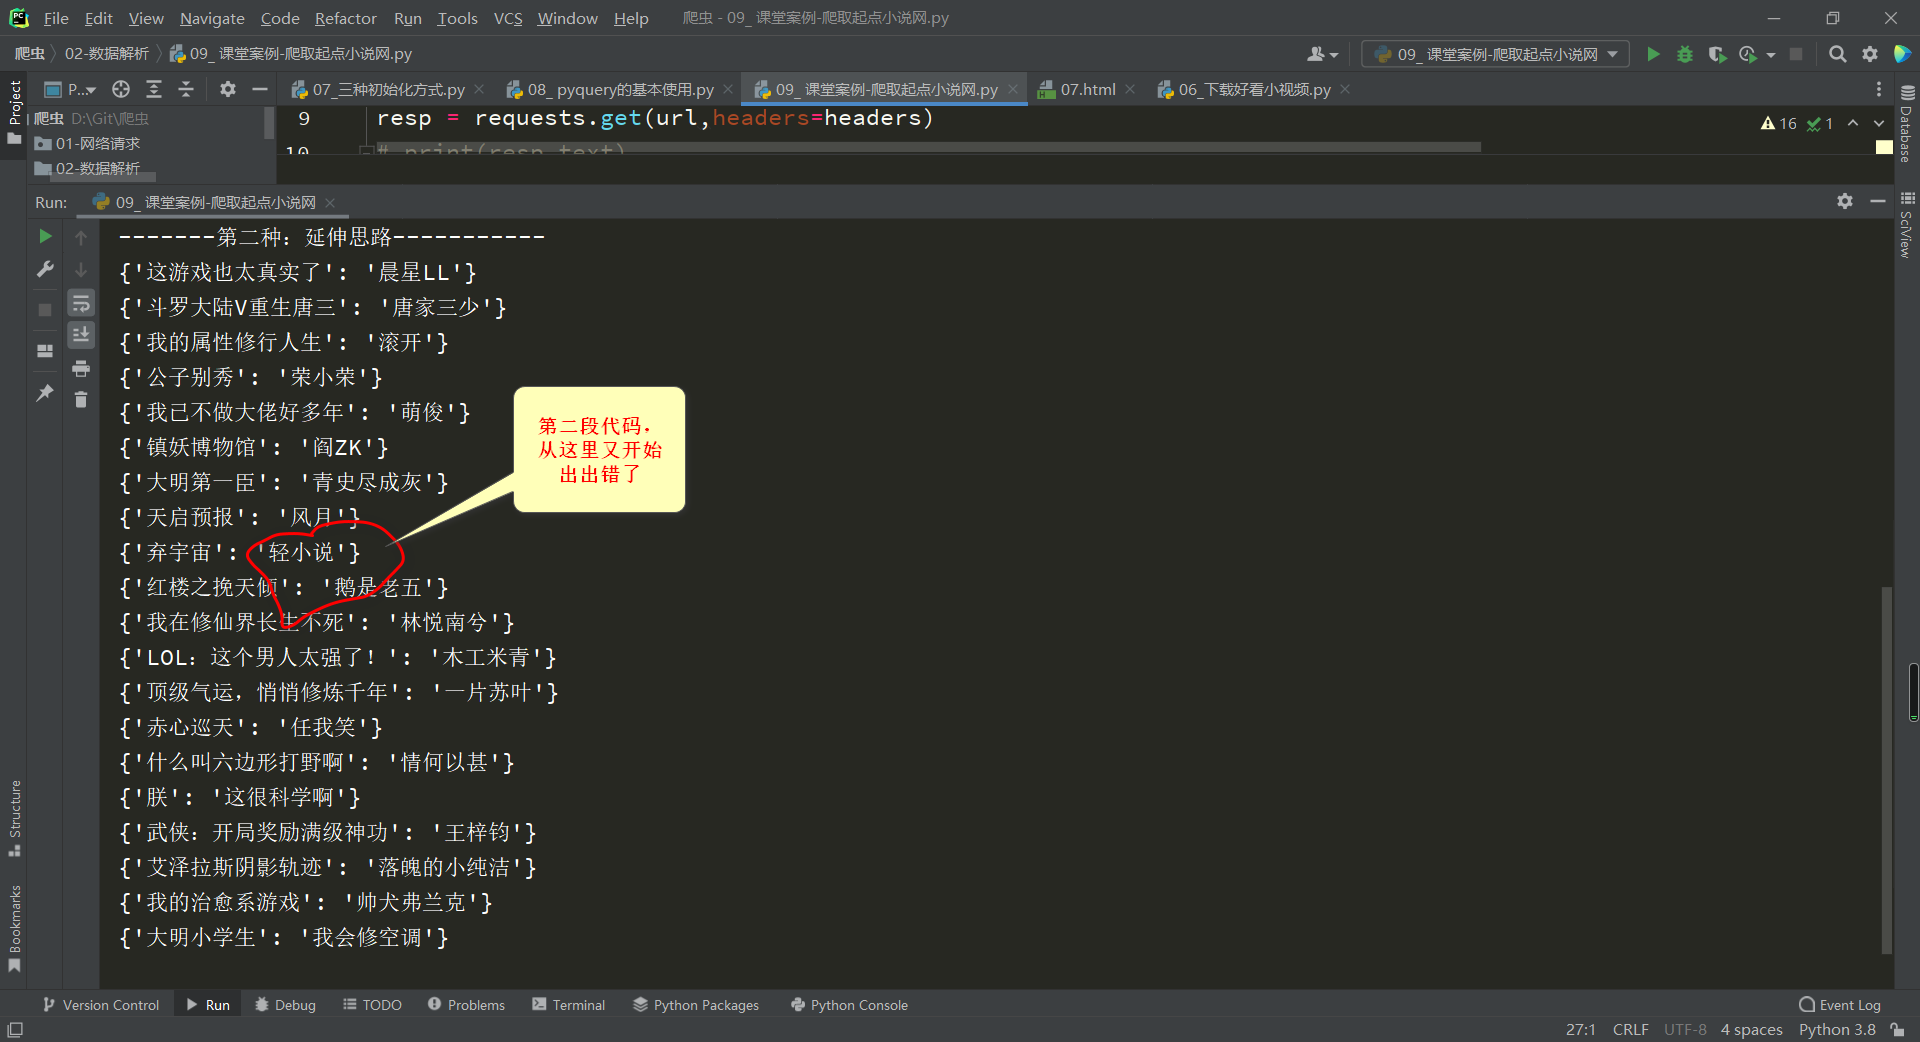 File Edit View Navigate Code Refactor Run Tools VCS Window Help 爬虫 - 09_ 课堂案例-爬取起点小说网.py
爬虫 02-数据解析 09_ 课堂案例-爬取起点小说网.py 09_ 课堂案例-爬取起点小说网
P... 07_三种初始化方式.py 08_ pyquery的基本使用.py 09_ 课堂案例-爬取起点小说网.py 07.html 06_下载好看小视频.py
Project
爬虫 D:\Git\爬虫
01-网络请求
02-数据解析
9 resp = requests.get(url,headers=headers)
10 # print(resp.text)
16 1
Database
SciView
Run: 09_ 课堂案例-爬取起点小说网
-------第二种：延伸思路-----------
{'这游戏也太真实了': '晨星LL'}
{'斗罗大陆V重生唐三': '唐家三少'}
{'我的属性修行人生': '滚开'}
{'公子别秀': '荣小荣'}
{'我已不做大佬好多年': '萌俊'}
{'镇妖博物馆': '阎ZK'}
{'大明第一臣': '青史尽成灰'}
{'天启预报': '风月'}
{'弃宇宙': '轻小说'}
{'红楼之挽天倾': '鹅是老五'}
{'我在修仙界长生不死': '林悦南兮'}
{'LOL：这个男人太强了！': '木工米青'}
{'顶级气运，悄悄修炼千年': '一片苏叶'}
{'赤心巡天': '任我笑'}
{'什么叫六边形打野啊': '情何以甚'}
{'朕': '这很科学啊'}
{'武侠：开局奖励满级神功': '王梓钧'}
{'艾泽拉斯阴影轨迹': '落魄的小纯洁'}
{'我的治愈系游戏': '帅犬弗兰克'}
{'大明小学生': '我会修空调'}
第二段代码，
从这里又开始
出出错了
Structure
Bookmarks
Version Control Run Debug TODO Problems Terminal Python Packages Python Console Event Log
27:1 CRLF UTF-8 4 spaces Python 3.8